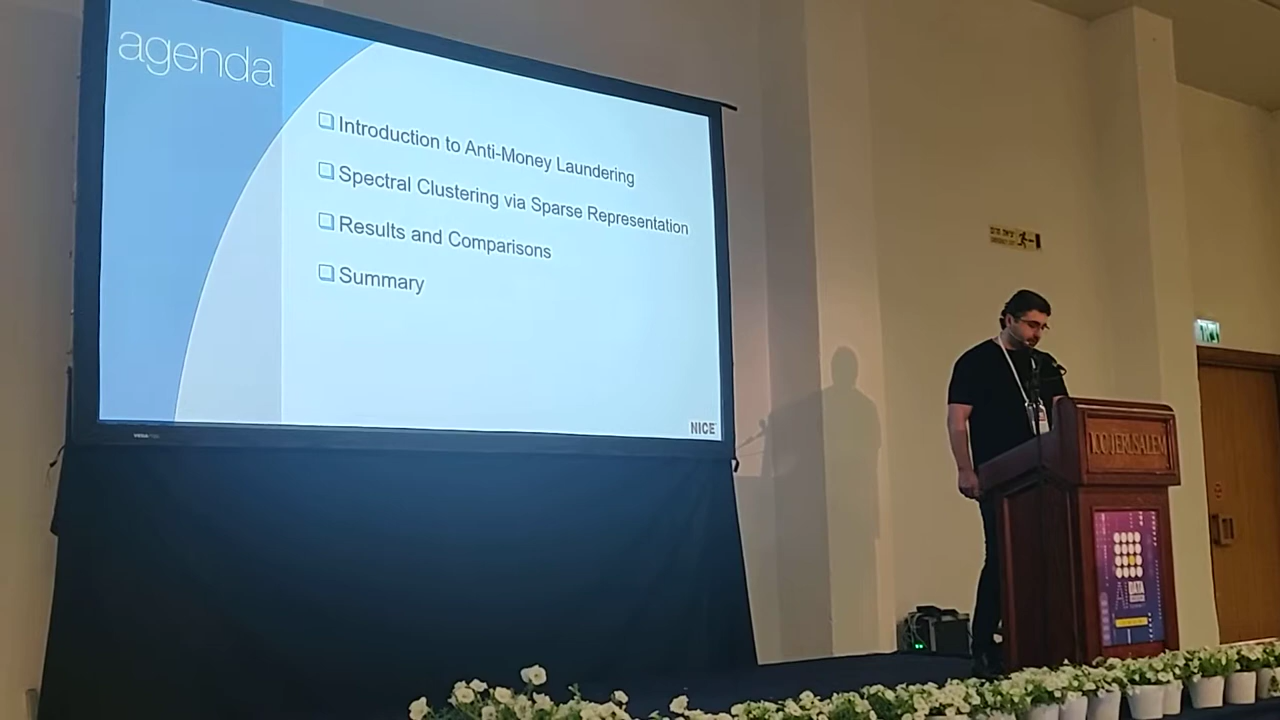 agenda
Introduction to Anti-Money Laundering
Spectral Clustering via Sparse Representation
Results and Comparisons
Summary
NICE
ICC JERUSALEM